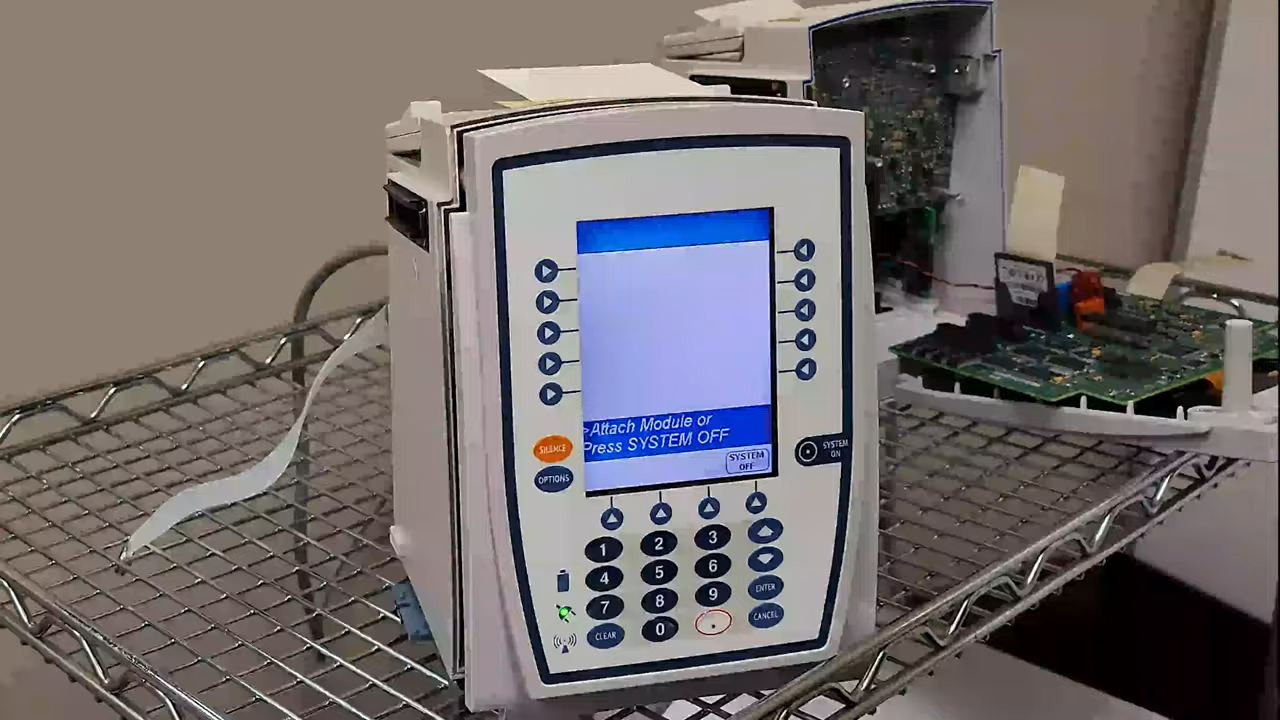 >Attach Module or
Press SYSTEM OFF
SYSTEM
OFF
SILENCE
OPTIONS
SYSTEM
ON
1 2 3
4 5 6
ENTER
7 8 9
CLEAR 0 . CANCEL